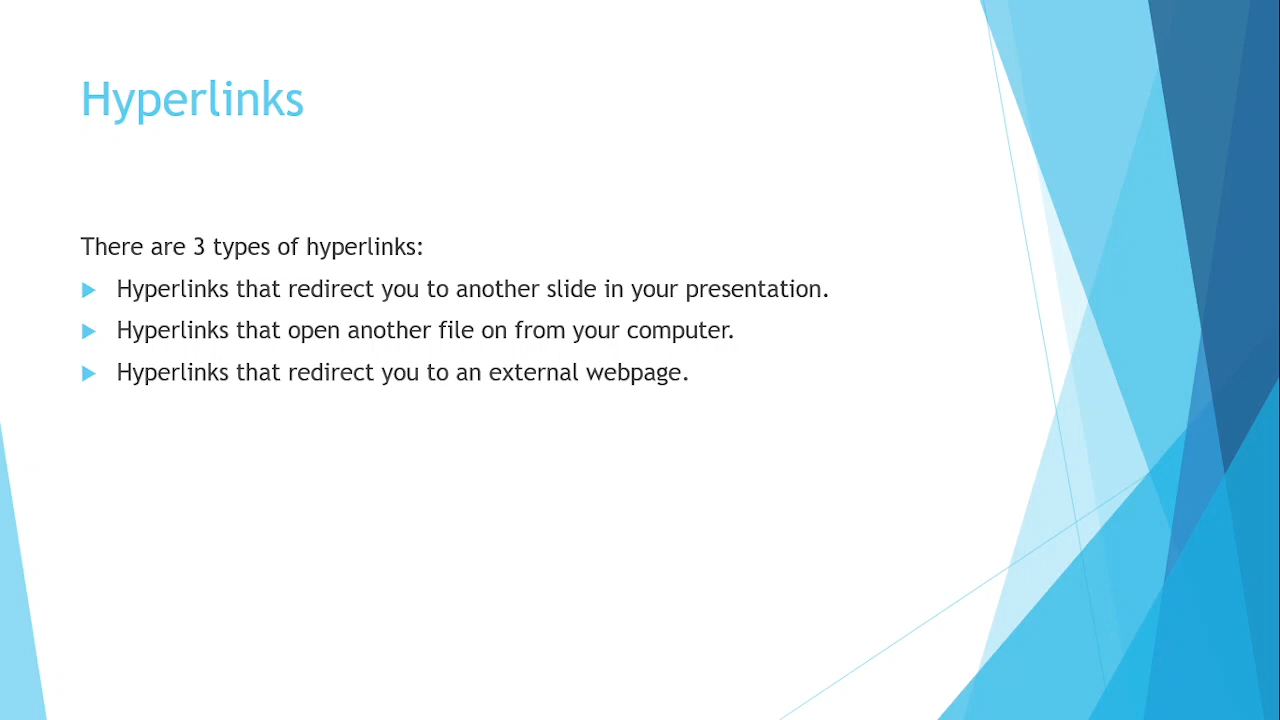 Hyperlinks
There are 3 types of hyperlinks:
Hyperlinks that redirect you to another slide in your presentation.
Hyperlinks that open another file on from your computer.
Hyperlinks that redirect you to an external webpage.